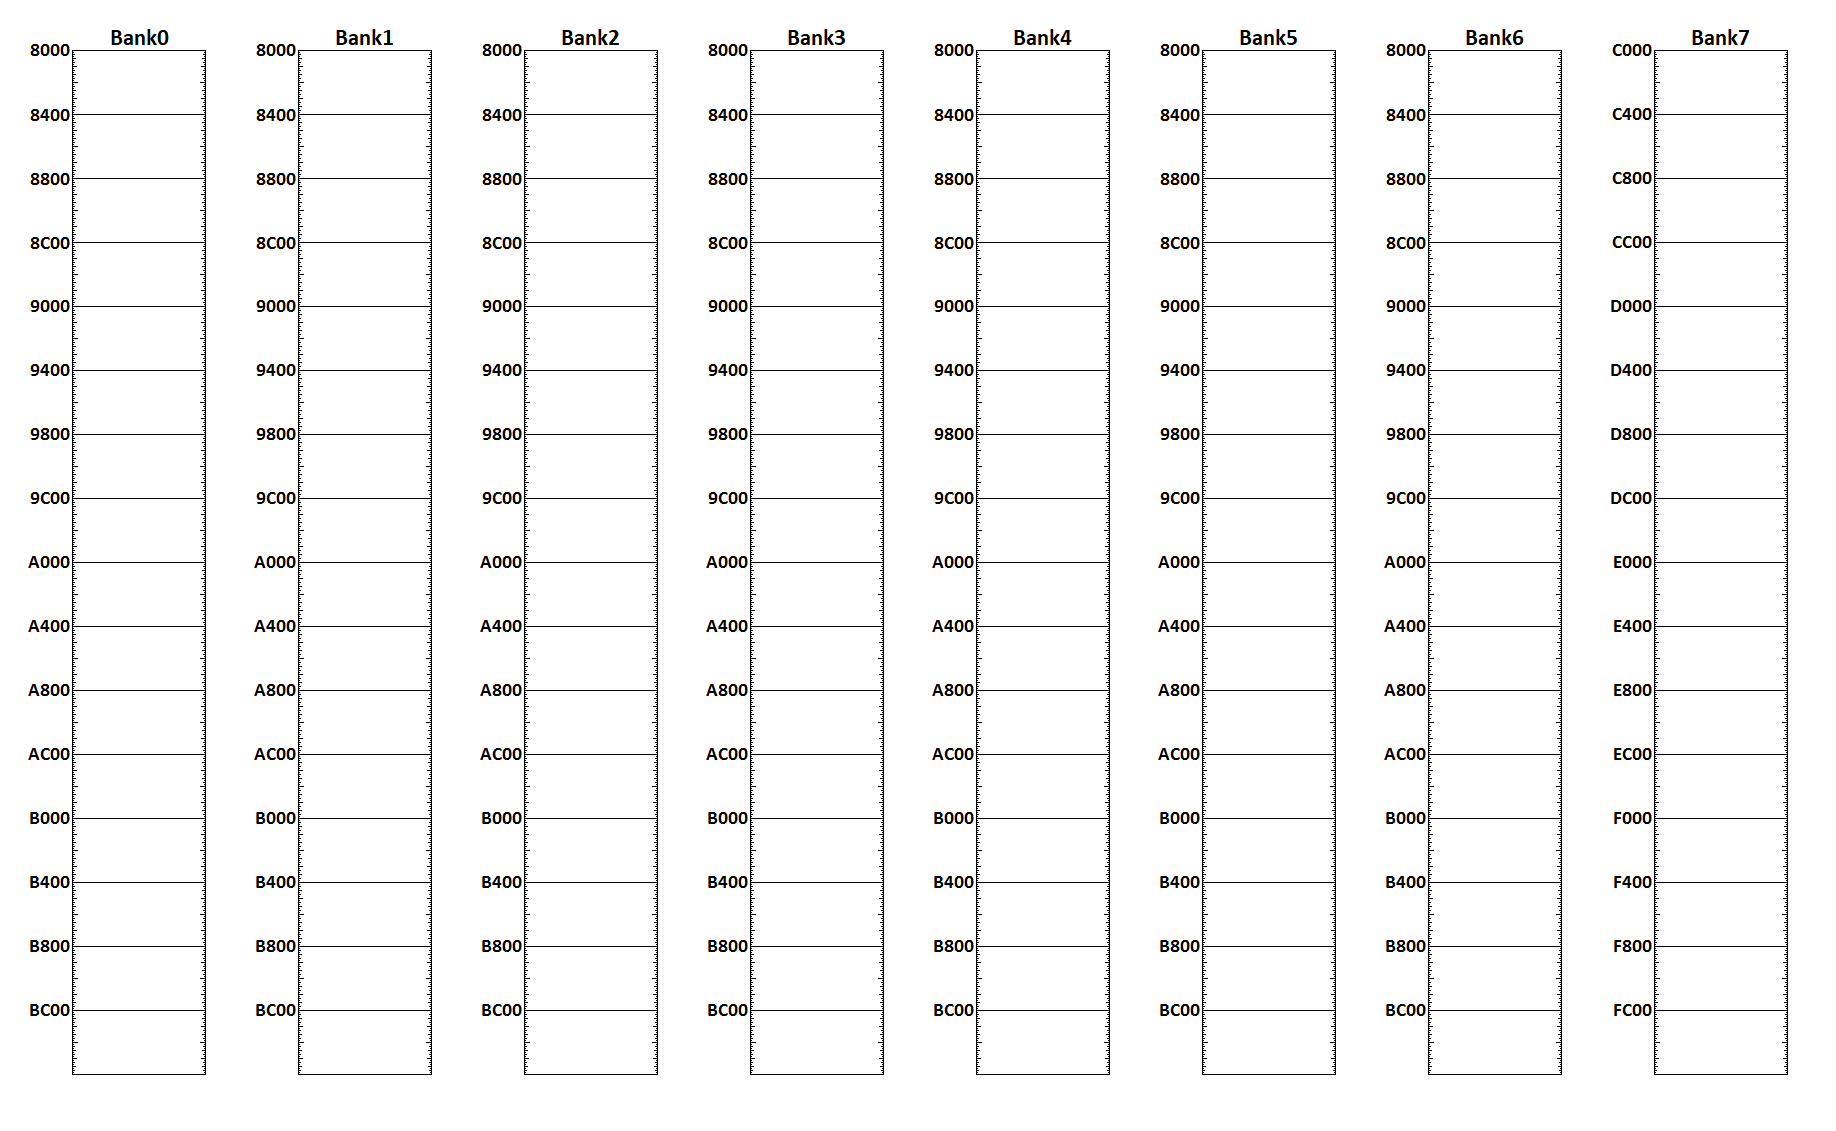 Bank0 Bank1 Bank2 Bank3 Bank4 Bank5 Bank6 Bank7
8000 8000 8000 8000 8000 8000 8000 C000
8400 8400 8400 8400 8400 8400 8400 C400
8800 8800 8800 8800 8800 8800 8800 C800
8C00 8C00 8C00 8C00 8C00 8C00 8C00 CC00
9000 9000 9000 9000 9000 9000 9000 D000
9400 9400 9400 9400 9400 9400 9400 D400
9800 9800 9800 9800 9800 9800 9800 D800
9C00 9C00 9C00 9C00 9C00 9C00 9C00 DC00
A000 A000 A000 A000 A000 A000 A000 E000
A400 A400 A400 A400 A400 A400 A400 E400
A800 A800 A800 A800 A800 A800 A800 E800
AC00 AC00 AC00 AC00 AC00 AC00 AC00 EC00
B000 B000 B000 B000 B000 B000 B000 F000
B400 B400 B400 B400 B400 B400 B400 F400
B800 B800 B800 B800 B800 B800 B800 F800
BC00 BC00 BC00 BC00 BC00 BC00 BC00 FC00